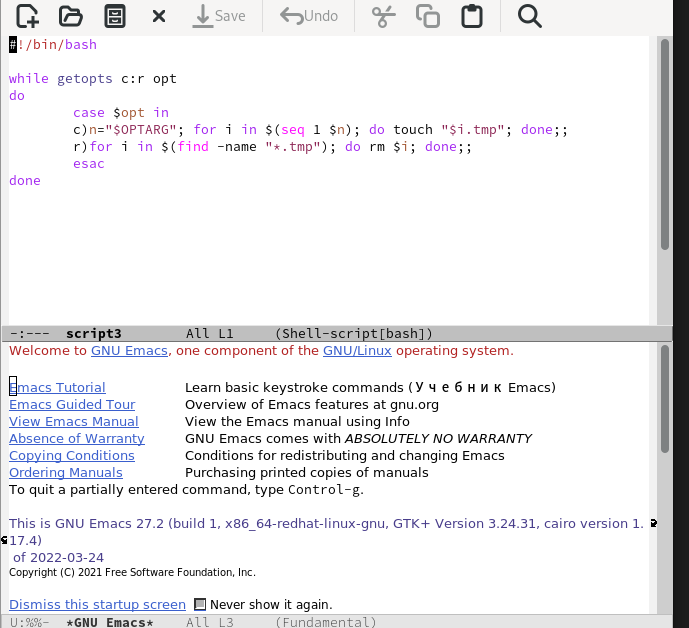 Save Undo
#!/bin/bash
while getopts c:r opt
do
case $opt in
c)n="$OPTARG"; for i in $(seq 1 $n); do touch "$i.tmp"; done;;
r)for i in $(find -name "*.tmp"); do rm $i; done;;
esac
done
-:--- script3 All L1 (Shell-script[bash])
Welcome to GNU Emacs, one component of the GNU/Linux operating system.
Emacs Tutorial Learn basic keystroke commands (Учебник Emacs)
Emacs Guided Tour Overview of Emacs features at gnu.org
View Emacs Manual View the Emacs manual using Info
Absence of Warranty GNU Emacs comes with ABSOLUTELY NO WARRANTY
Copying Conditions Conditions for redistributing and changing Emacs
Ordering Manuals Purchasing printed copies of manuals
To quit a partially entered command, type Control-g.
This is GNU Emacs 27.2 (build 1, x86_64-redhat-linux-gnu, GTK+ Version 3.24.31, cairo version 1.
17.4)
of 2022-03-24
Copyright (C) 2021 Free Software Foundation, Inc.
Dismiss this startup screen Never show it again.
U:%%- *GNU Emacs* All L3 (Fundamental)